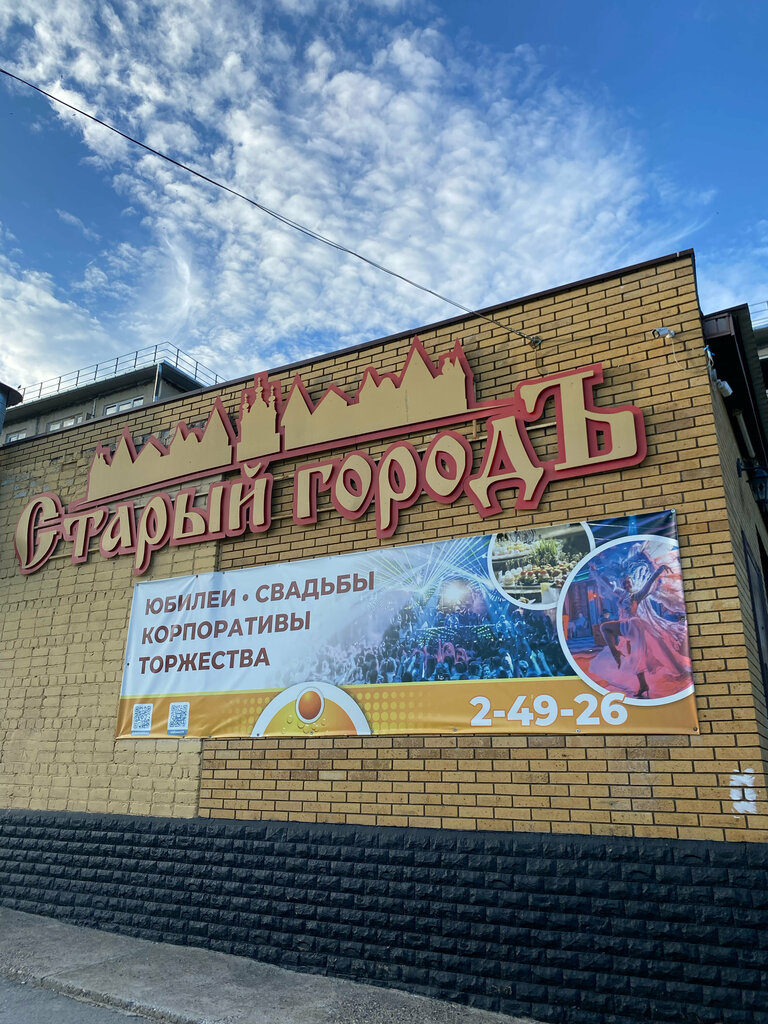 Старый городЪ
ЮБИЛЕИ • СВАДЬБЫ
КОРПОРАТИВЫ
ТОРЖЕСТВА
2-49-26